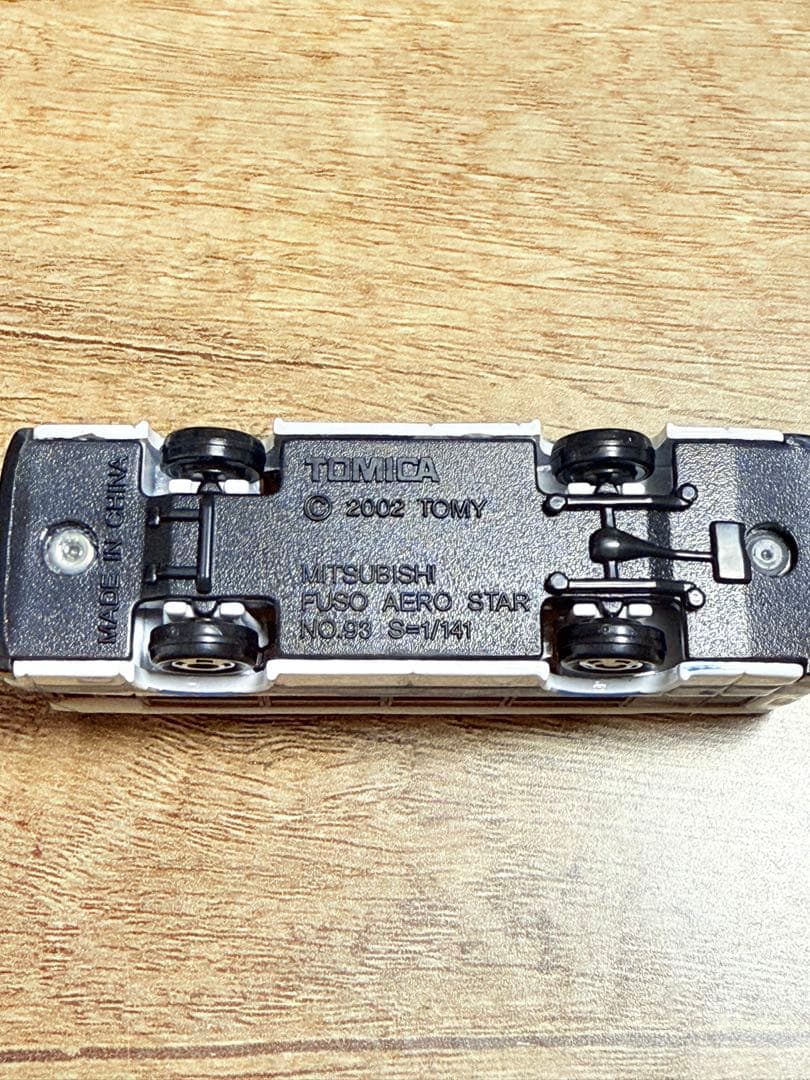 TOMICA
© 2002 TOMY
MITSUBISHI
FUSO AERO STAR
NO.93 S=1/141
MADE IN CHINA